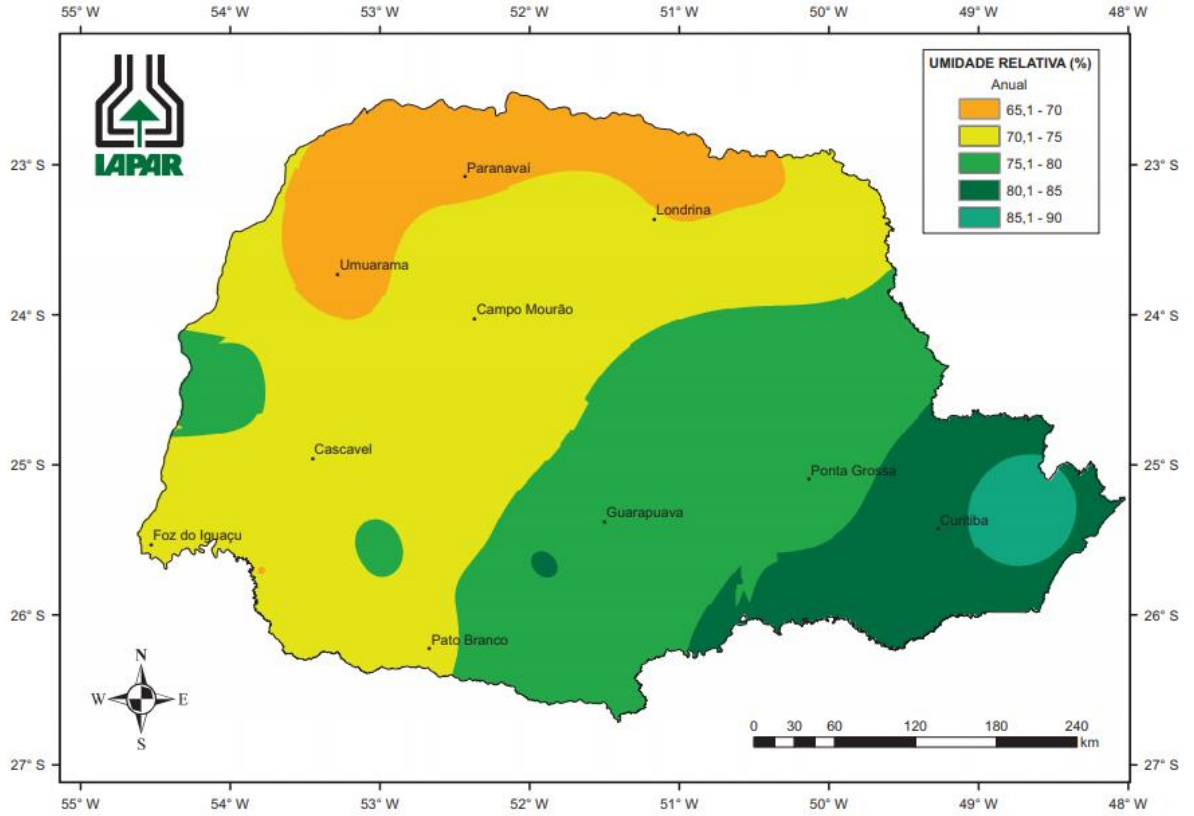 55° W 54° W 53° W 52° W 51° W 50° W 49° W 48° W
IAPAR
UMIDADE RELATIVA (%)
Anual
65,1 - 70
70,1 - 75
75,1 - 80
80,1 - 85
85,1 - 90
23° S 23° S
Paranavaí
Londrina
Umuarama
24° S 24° S
Campo Mourão
Cascavel
25° S 25° S
Ponta Grossa
Guarapuava
Curitiba
Foz do Iguaçu
26° S 26° S
Pato Branco
N
W E
S
0 30 60 120 180 240
km
27° S 27° S
55° W 54° W 53° W 52° W 51° W 50° W 49° W 48° W